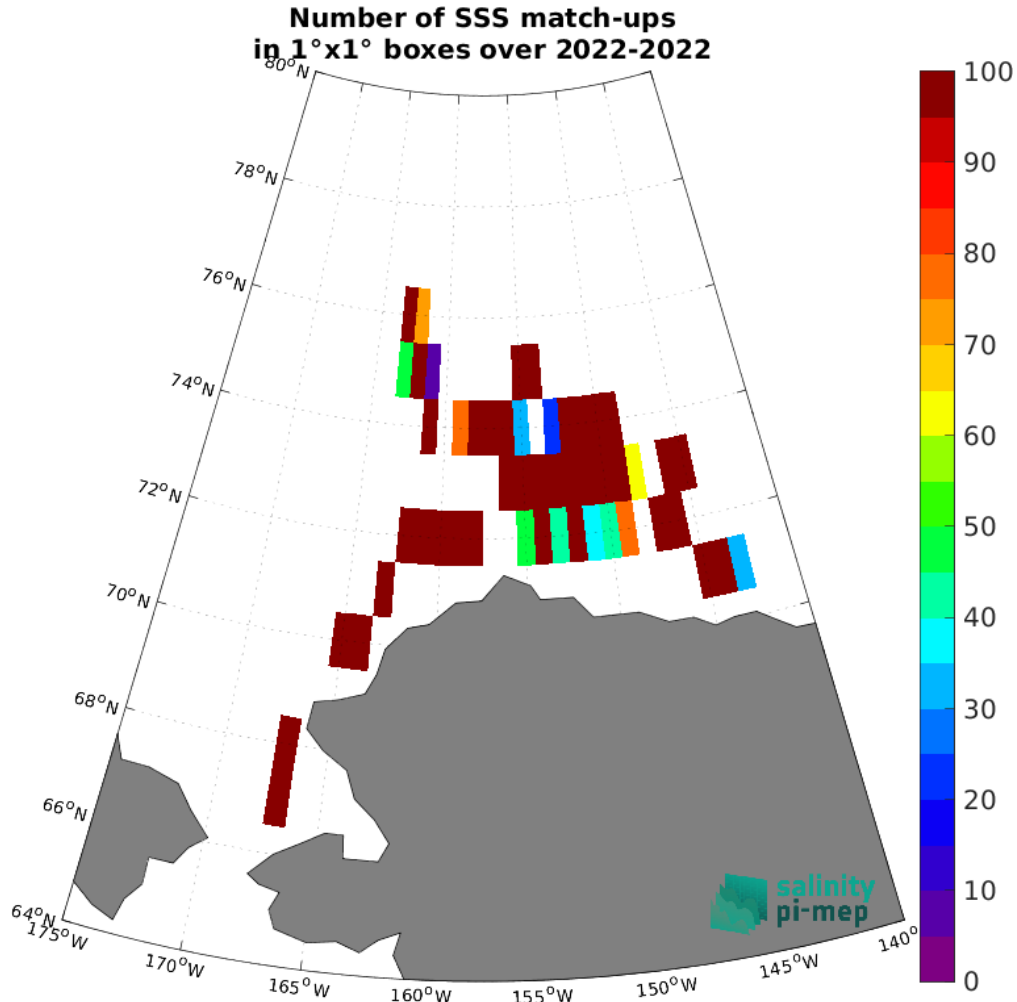 Number of SSS match-ups
in 1°x1° boxes over 2022-2022
80°N
78°N
76°N
74°N
72°N
70°N
68°N
66°N
64°N
175°W
170°W
165°W
160°W
155°W
150°W
145°W
140°
100
90
80
70
60
50
40
30
20
10
0
salinity
pi-mep